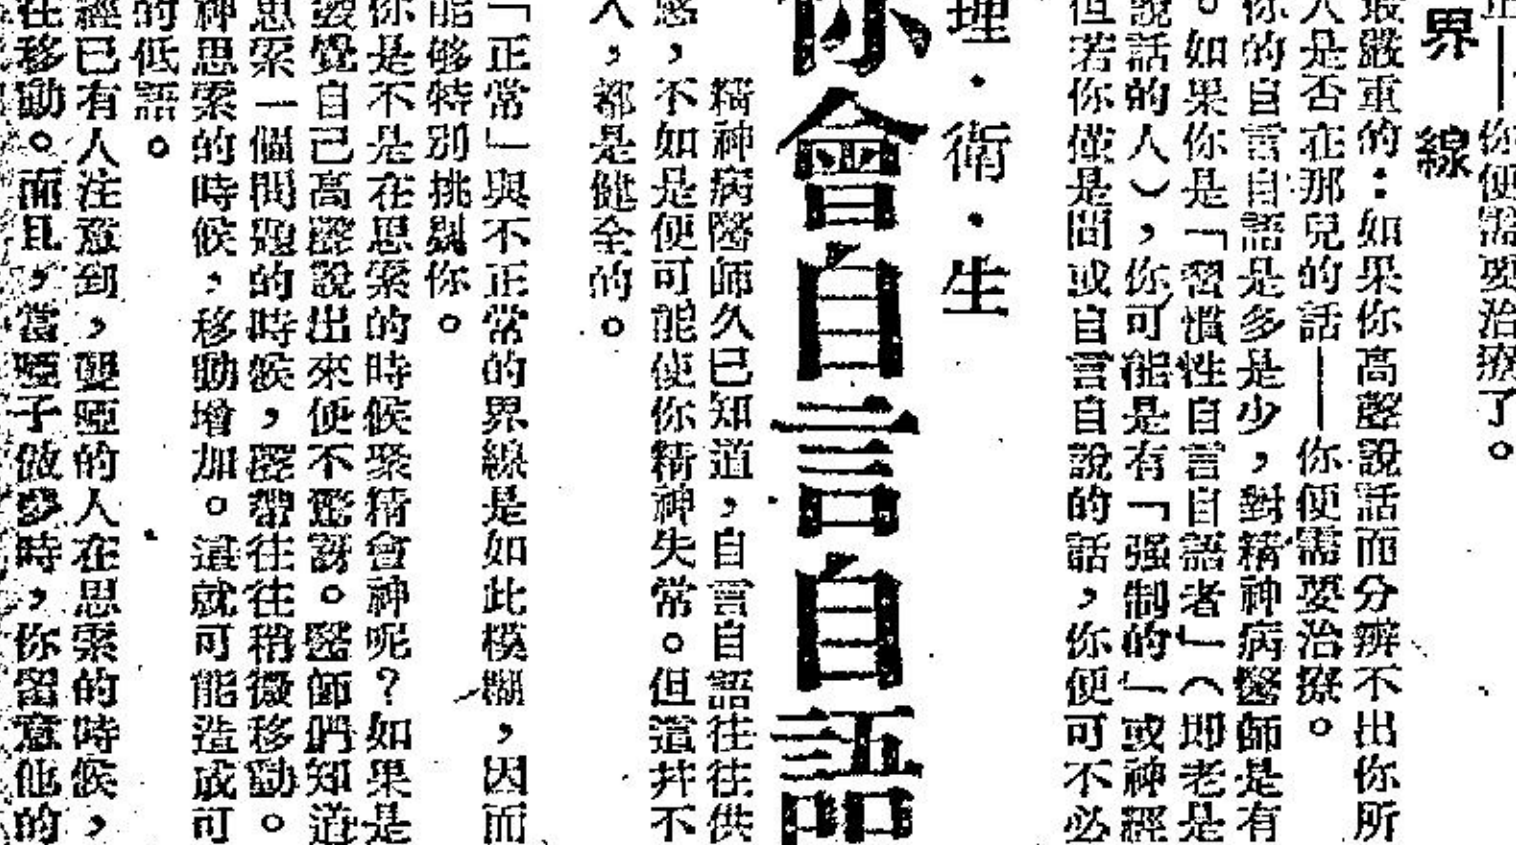 正——你便需要治療了。
界線
最嚴重的：如果你高聲說話而分辨不出你所
人是否在那兒的話——你便需要治療。
你的自言自語是多是少，對精神病醫師是有
。如果你是「習慣性自言自語者」（即老是
說話的人），你可能是有「强制的」或神經
但若你僅是間或自言自說的話，你便可不必
理·衛·生
你會自言自語
精神病醫師久已知道，自言自語往往供
惑，不如是便可能使你精神失常。但這并不
人，都是健全的。
「正常」與不正常的界線是如此模糊，因而
能够特別挑剔你。
你是不是在思索的時候聚精會神呢？如果是
發覺自己高聲說出來便不驚訝。醫師們知道
思索一個問題的時候，聲帶往往稍微移動。
神思索的時候，移動增加。這就可能造成可
的低語。
經已有人注意到，聾啞的人在思索的時候，
在移動。而且，當啞子做夢時，你留意他的